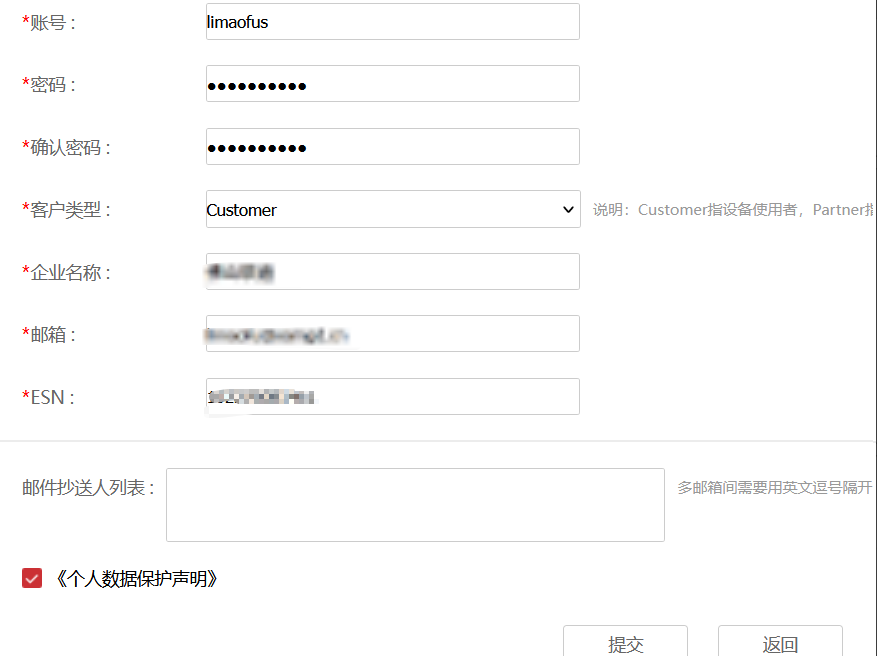 *账号 : limaofus
*密码 : ●●●●●●●●●●
*确认密码 : ●●●●●●●●●●
*客户类型 : Customer 说明：Customer指设备使用者，Partner指
*企业名称 :
*邮箱 :
*ESN :
邮件抄送人列表 : 多邮箱间需要用英文逗号隔开
《个人数据保护声明》
提交 返回